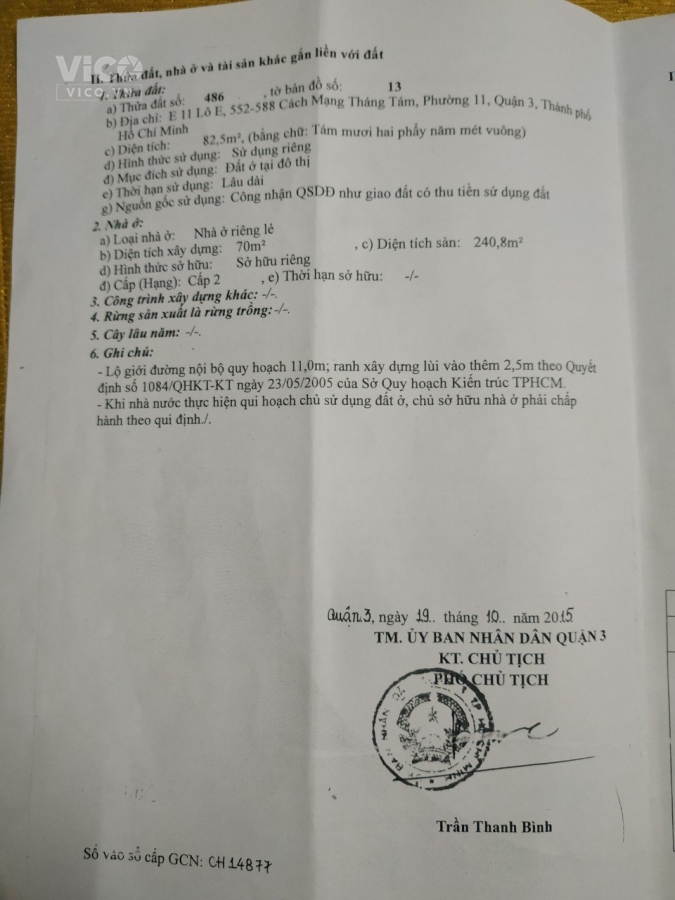 ViCO
VICO.VN
II. Thửa đất, nhà ở và tài sản khác gắn liền với đất
1. Thửa đất:
a) Thửa đất số: 486 , tờ bản đồ số: 13
b) Địa chỉ: E 11 Lô E, 552-588 Cách Mạng Tháng Tám, Phường 11, Quận 3, Thành phố
Hồ Chí Minh
c) Diện tích: 82,5m², (bằng chữ: Tám mươi hai phẩy năm mét vuông)
d) Hình thức sử dụng: Sử dụng riêng
đ) Mục đích sử dụng: Đất ở tại đô thị
e) Thời hạn sử dụng: Lâu dài
g) Nguồn gốc sử dụng: Công nhận QSDĐ như giao đất có thu tiền sử dụng đất
2. Nhà ở:
a) Loại nhà ở: Nhà ở riêng lẻ
b) Diện tích xây dựng: 70m² , c) Diện tích sàn: 240,8m²
d) Hình thức sở hữu: Sở hữu riêng
đ) Cấp (Hạng): Cấp 2 , e) Thời hạn sở hữu: -/-
3. Công trình xây dựng khác: -/-.
4. Rừng sản xuất là rừng trồng: -/-.
5. Cây lâu năm: -/-.
6. Ghi chú:
- Lộ giới đường nội bộ quy hoạch 11,0m; ranh xây dựng lùi vào thêm 2,5m theo Quyết
định số 1084/QHKT-KT ngày 23/05/2005 của Sở Quy hoạch Kiến trúc TPHCM.
- Khi nhà nước thực hiện qui hoạch chủ sử dụng đất ở, chủ sở hữu nhà ở phải chấp
hành theo qui định./.
Quận 3, ngày 19.. tháng 10.. năm 2015
TM. ỦY BAN NHÂN DÂN QUẬN 3
KT. CHỦ TỊCH
PHÓ CHỦ TỊCH
Trần Thanh Bình
Số vào sổ cấp GCN: CH14877